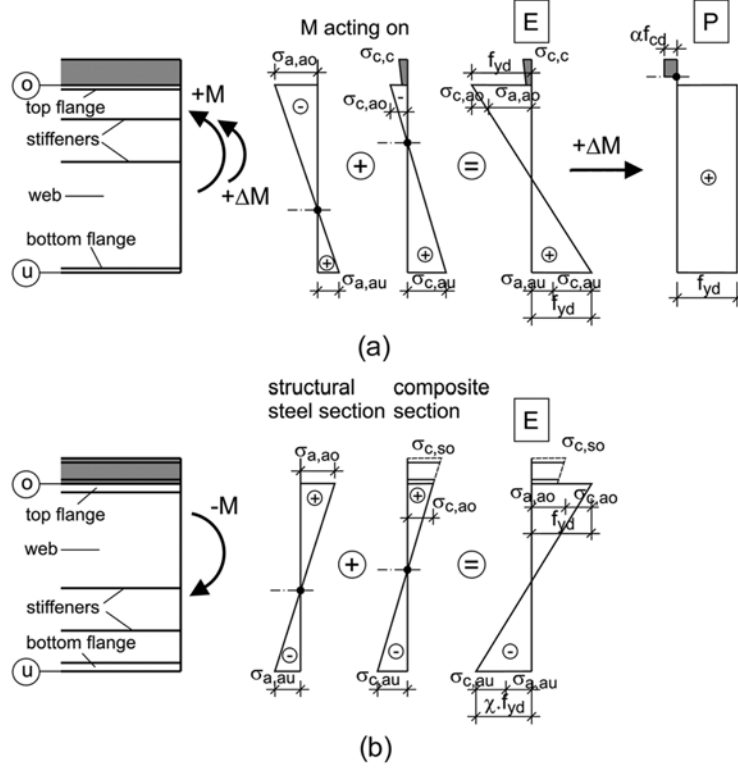 M acting on
E
P
σa,ao
σc,c
fyd
σc,c
αfcd
o
top flange
+M
σc,ao
σc,ao
σa,ao
stiffeners
+ΔM
web
+ΔM
bottom flange
u
σa,au
σc,au
σa,au
σc,au
fyd
fyd
(a)
structural
steel section
composite
section
E
σa,ao
σc,so
σc,so
o
top flange
-M
σc,ao
σa,ao
σc,ao
fyd
web
stiffeners
bottom flange
u
σa,au
σc,au
σc,au
σa,au
χ.fyd
(b)